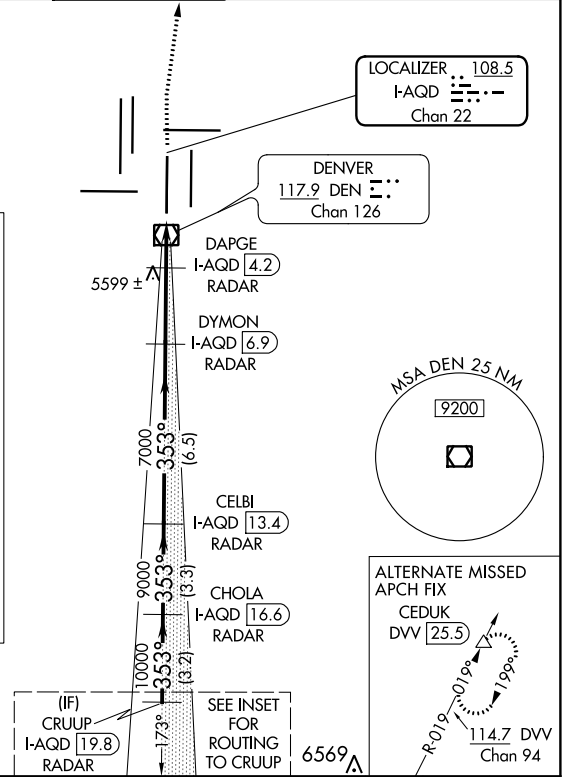 LOCALIZER 108.5
I-AQD
Chan 22
DENVER
117.9 DEN
Chan 126
DAPGE
I-AQD 4.2
RADAR
5599 ±
DYMON
I-AQD 6.9
RADAR
MSA DEN 25 NM
9200
7000
353°
(6.5)
CELBI
I-AQD 13.4
RADAR
9000
353°
(3.3)
CHOLA
I-AQD 16.6
RADAR
10000
353°
(3.2)
(IF)
CRUUP
I-AQD 19.8
RADAR
173°
SEE INSET
FOR
ROUTING
TO CRUUP
6569
ALTERNATE MISSED
APCH FIX
CEDUK
DVV 25.5
019°
199°
R-019
114.7 DVV
Chan 94